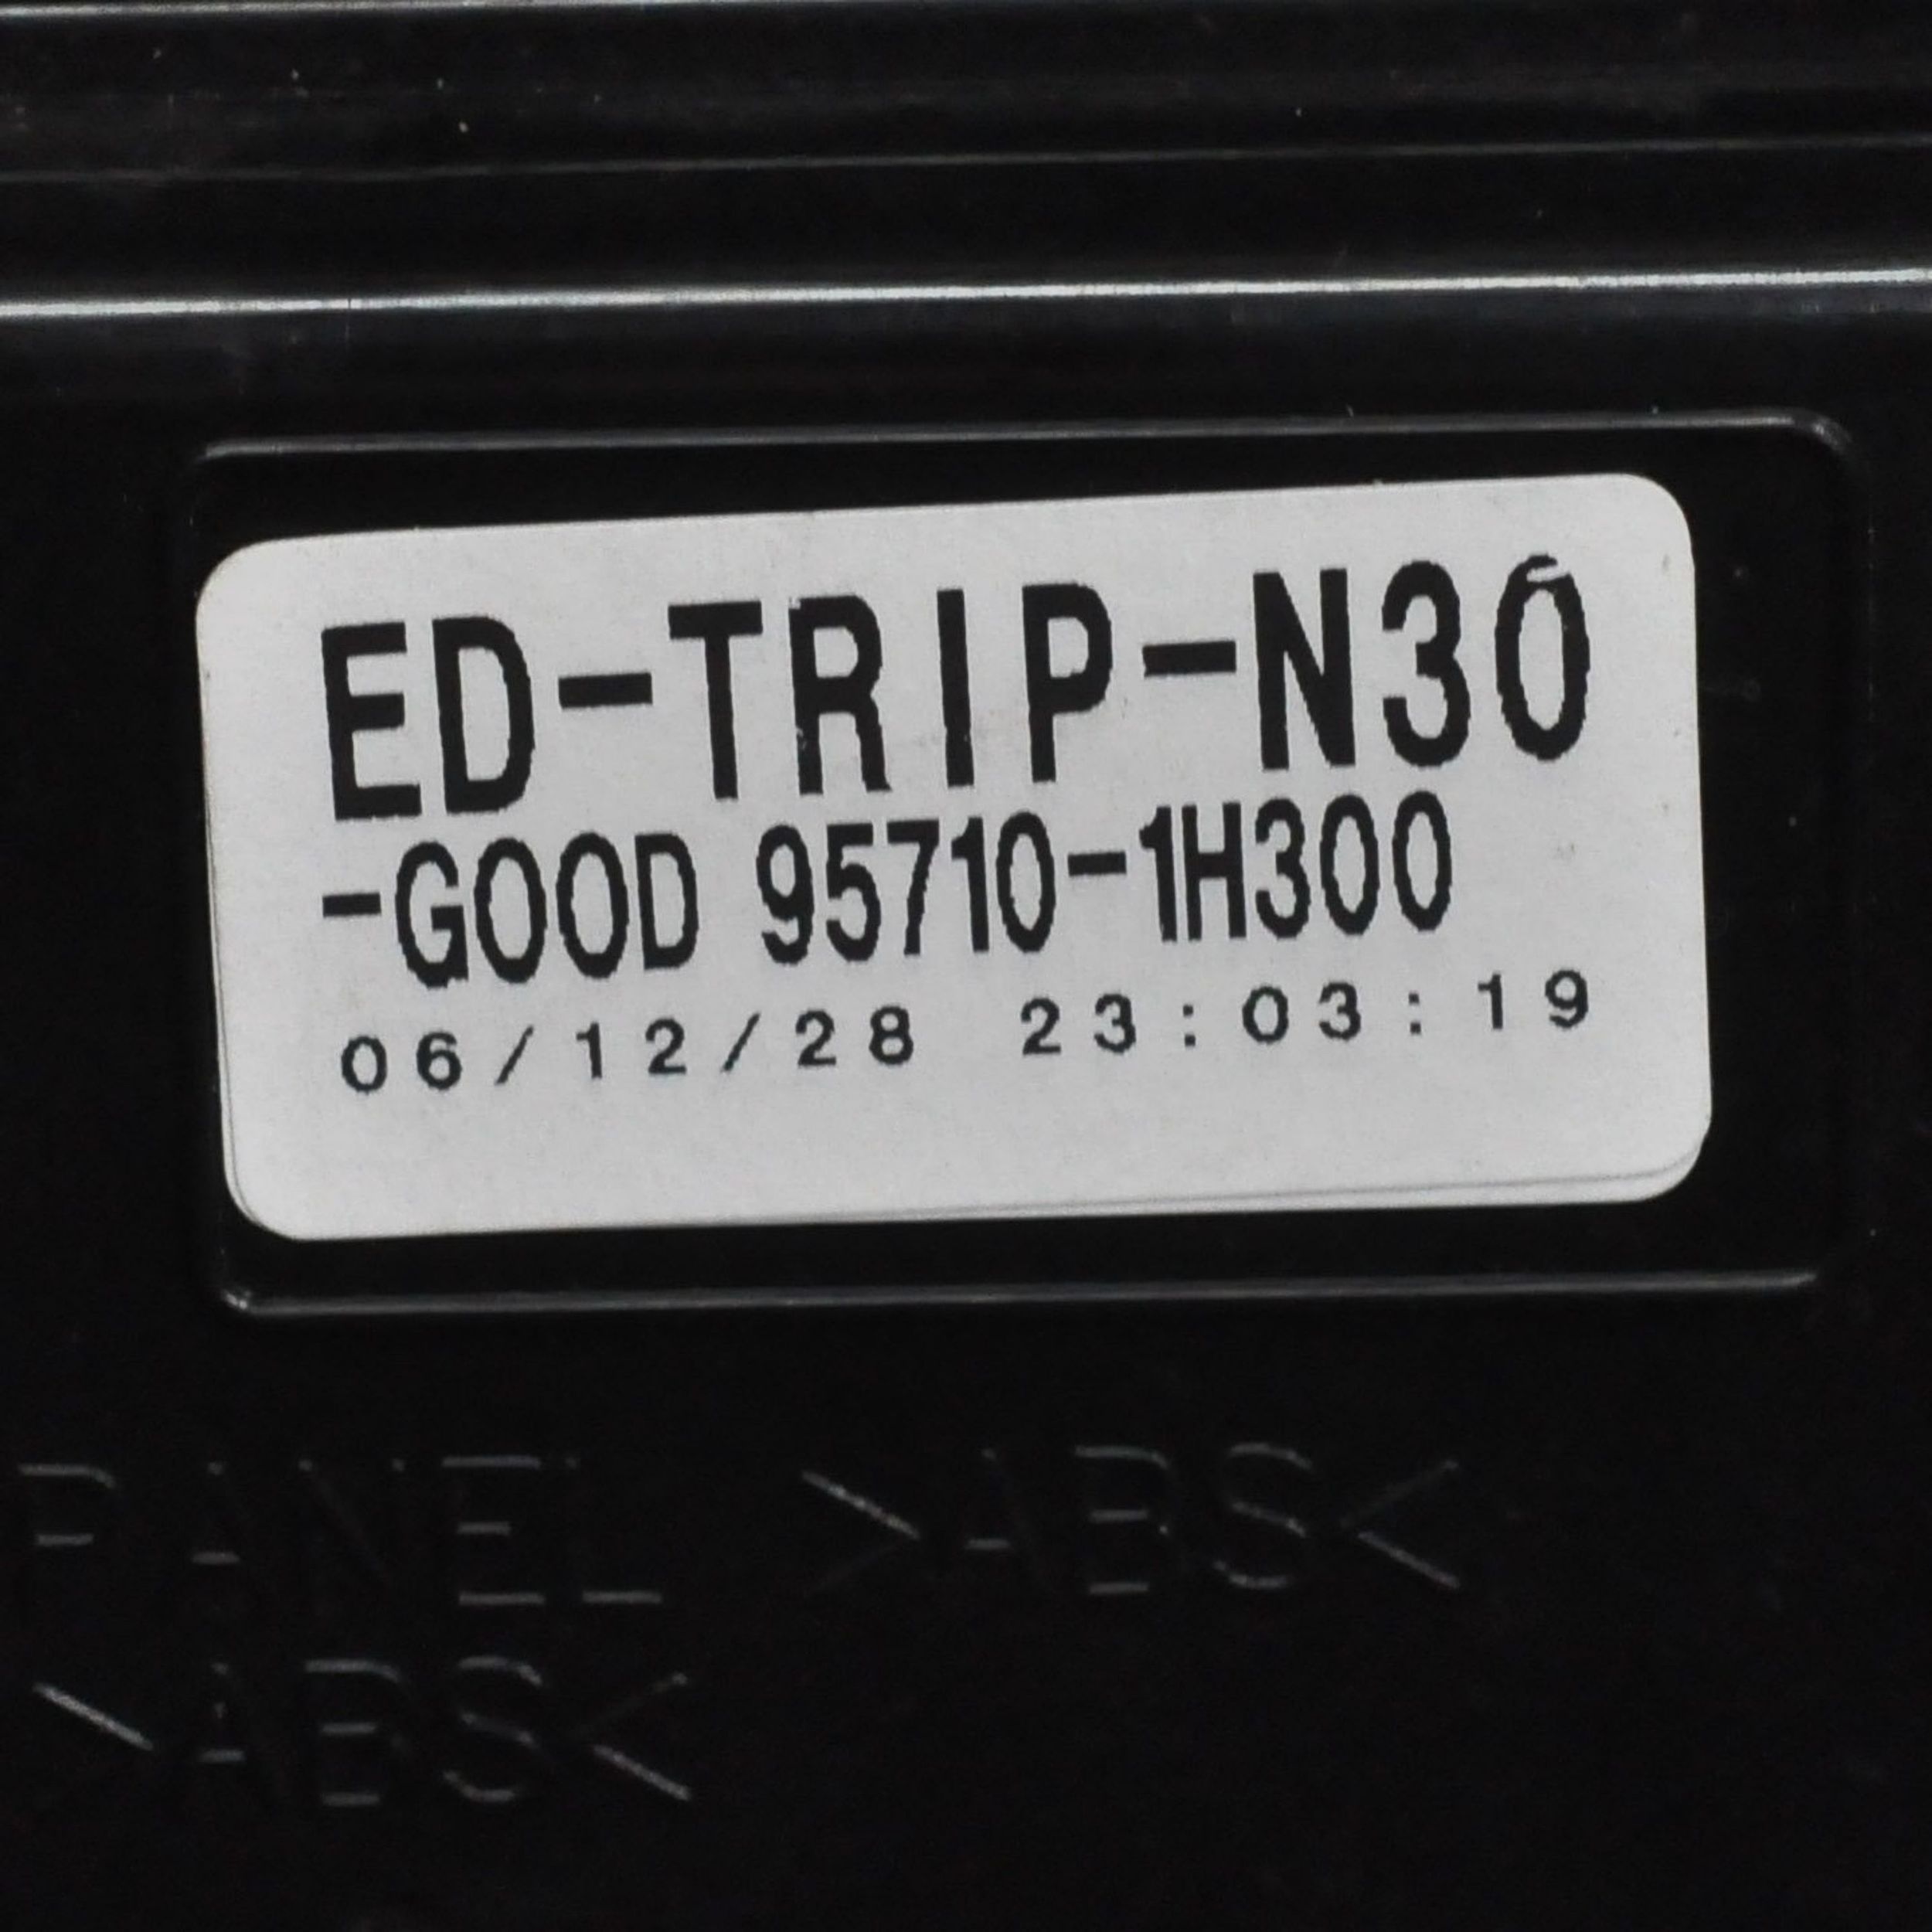 ED-TRIP-N30
-GOOD 95710-1H300
06/12/28 23:03:19
PANEL >ABS<
>ABS<